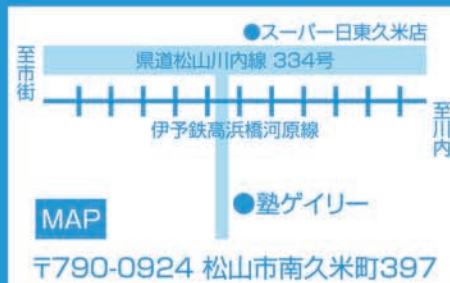 ●スーパー日東久米店
県道松山川内線 334号
至市街
伊予鉄高浜橋河原線
至川内
●塾ゲイリー
MAP
〒790-0924 松山市南久米町397